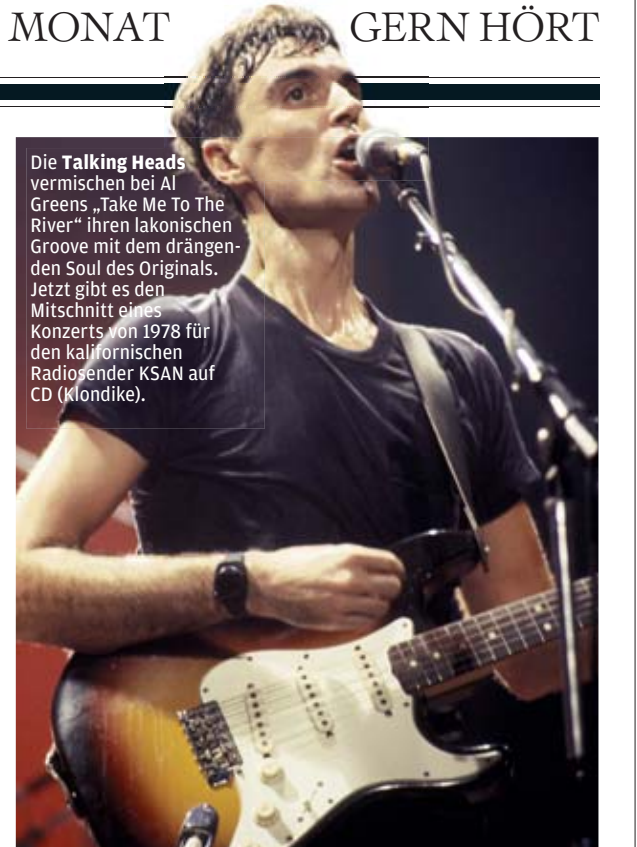 MONAT GERN HÖRT
Die Talking Heads
vermischen bei Al
Greens „Take Me To The
River“ ihren lakonischen
Groove mit dem drängen-
den Soul des Originals.
Jetzt gibt es den
Mitschnitt eines
Konzerts von 1978 für
den kalifornischen
Radiosender KSAN auf
CD (Klondike).